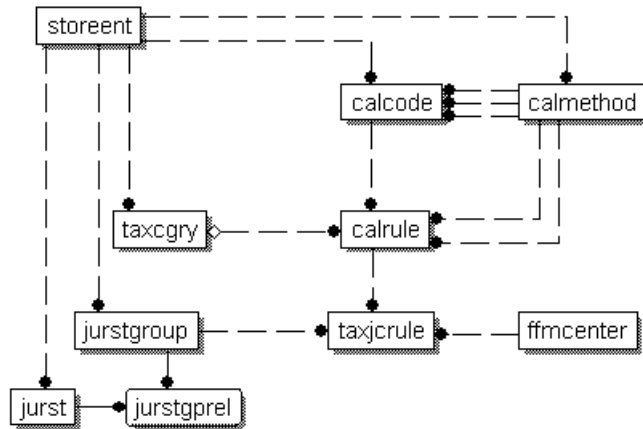 storeent
calcode
calmethod
taxcgry
calrule
jurstgroup
taxjcrule
ffmcenter
jurst
jurstgprel